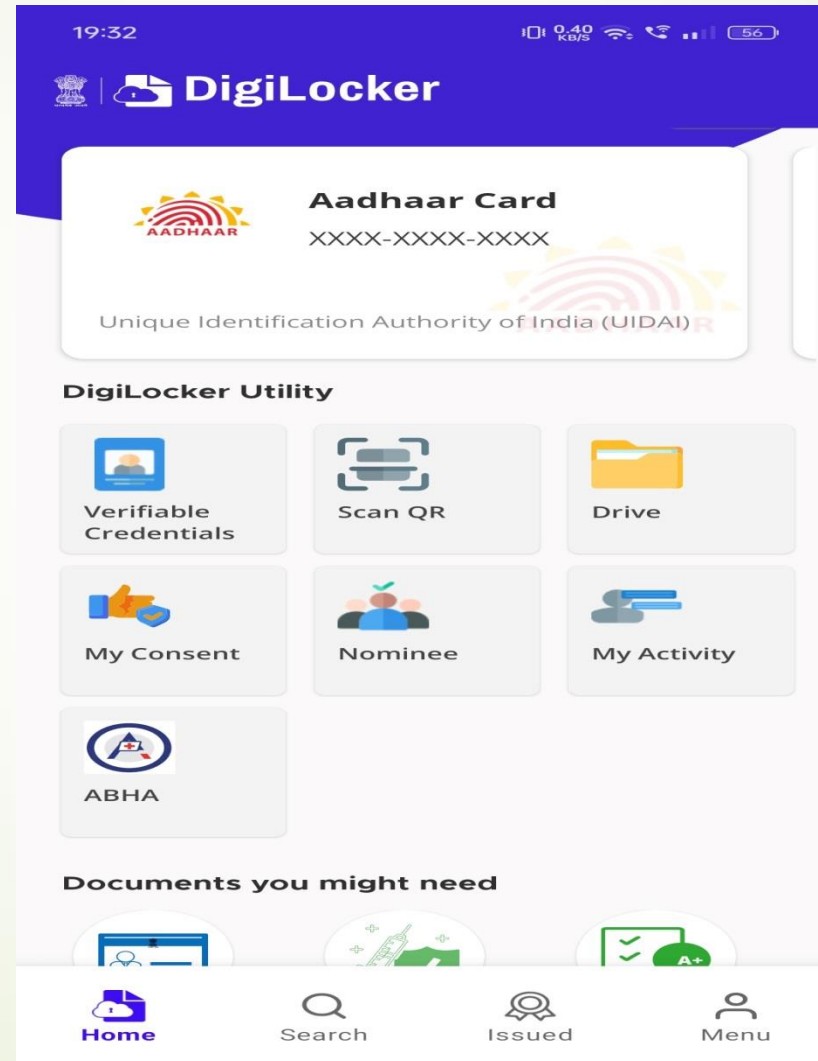 19:32
0.40
KB/S
56
DigiLocker
Aadhaar Card
AADHAAR
XXXX-XXXX-XXXX
Unique Identification Authority of India (UIDAI)
AADHAAR
DigiLocker Utility
Verifiable
Credentials
Scan QR
Drive
My Consent
Nominee
My Activity
ABHA
Documents you might need
A+
Home
Search
Issued
Menu